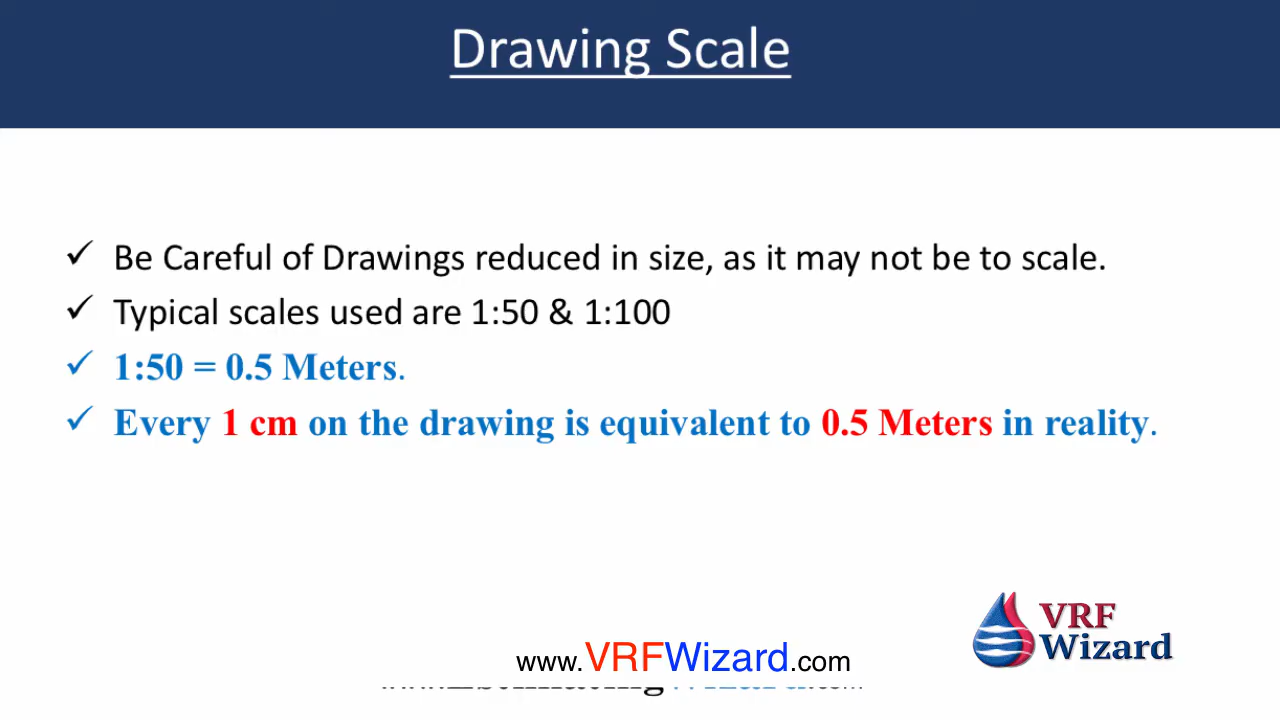 Drawing Scale
✓ Be Careful of Drawings reduced in size, as it may not be to scale.
✓ Typical scales used are 1:50 & 1:100
✓ 1:50 = 0.5 Meters.
✓ Every 1 cm on the drawing is equivalent to 0.5 Meters in reality.
VRF
Wizard
www.VRFWizard.com